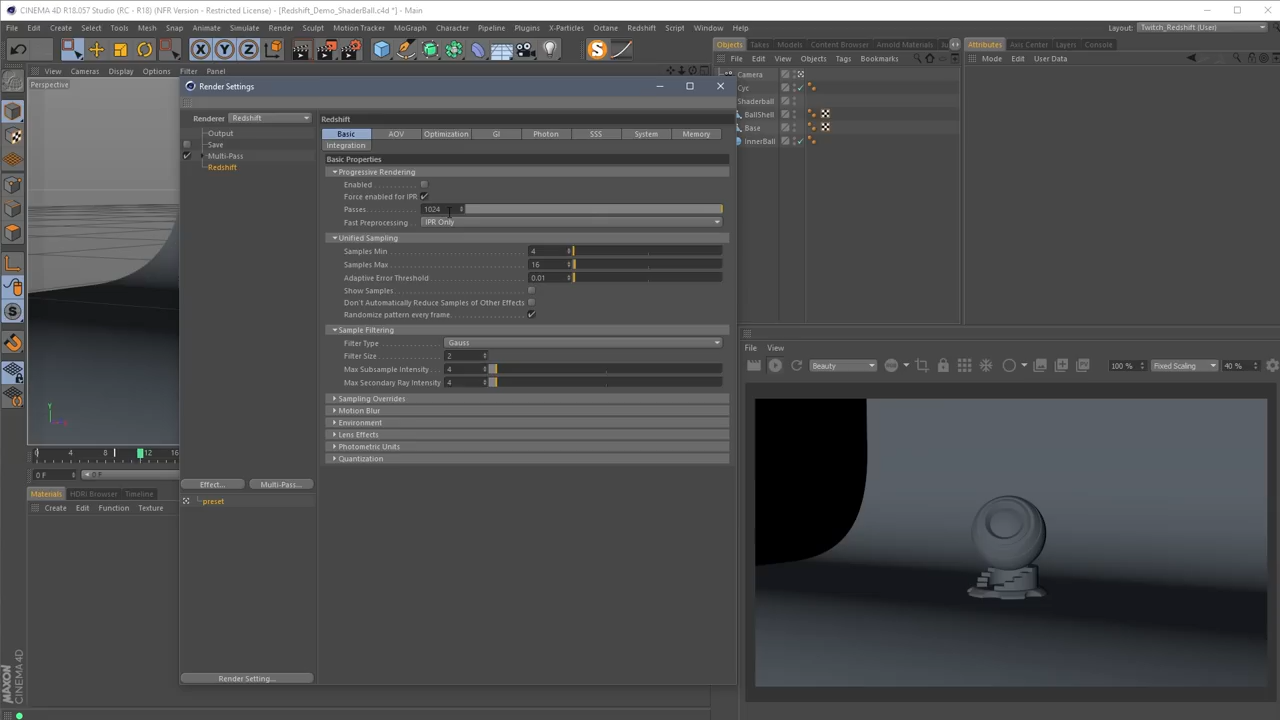 CINEMA 4D R18.057 Studio (RC - R18) (NFR Version - Restricted License) - [Redshift_Demo_ShaderBall.c4d *] - Main
File Edit Create Select Tools Mesh Snap Animate Simulate Render Sculpt Motion Tracker MoGraph Character Pipeline Plugins X-Particles Octane Redshift Script Window Help Layout: Twitch_Redshift (User)
X Y Z S
Objects Takes Models Content Browser Arnold Materials Layout Attributes Axis Center Layers Console
View Cameras Display Options Filter Panel
File Edit View Objects Tags Bookmarks
Mode Edit User Data
Perspective
Camera
Cyc
Shaderball
BallShell
Base
InnerBall
Render Settings
Renderer Redshift
Output
Save
Multi-Pass
Redshift
Redshift
Basic AOV Optimization GI Photon SSS System Memory
Integration
Basic Properties
Progressive Rendering
Enabled
Force enabled for IPR
Passes 1024
Fast Preprocessing IPR Only
Unified Sampling
Samples Min 4
Samples Max 16
Adaptive Error Threshold 0.01
Show Samples
Don't Automatically Reduce Samples of Other Effects
Randomize pattern every frame
Sample Filtering
Filter Type Gauss
Filter Size 2
Max Subsample Intensity 4
Max Secondary Ray Intensity 4
Sampling Overrides
Motion Blur
Environment
Lens Effects
Photometric Units
Quantization
Effect... Multi-Pass...
preset
Render Setting...
File View
Beauty 100 % Fixed Scaling 40 %
Y
0 4 8 12 16
0 F 0 F
Materials HDRI Browser Timeline
Create Edit Function Texture
MAXON
CINEMA 4D